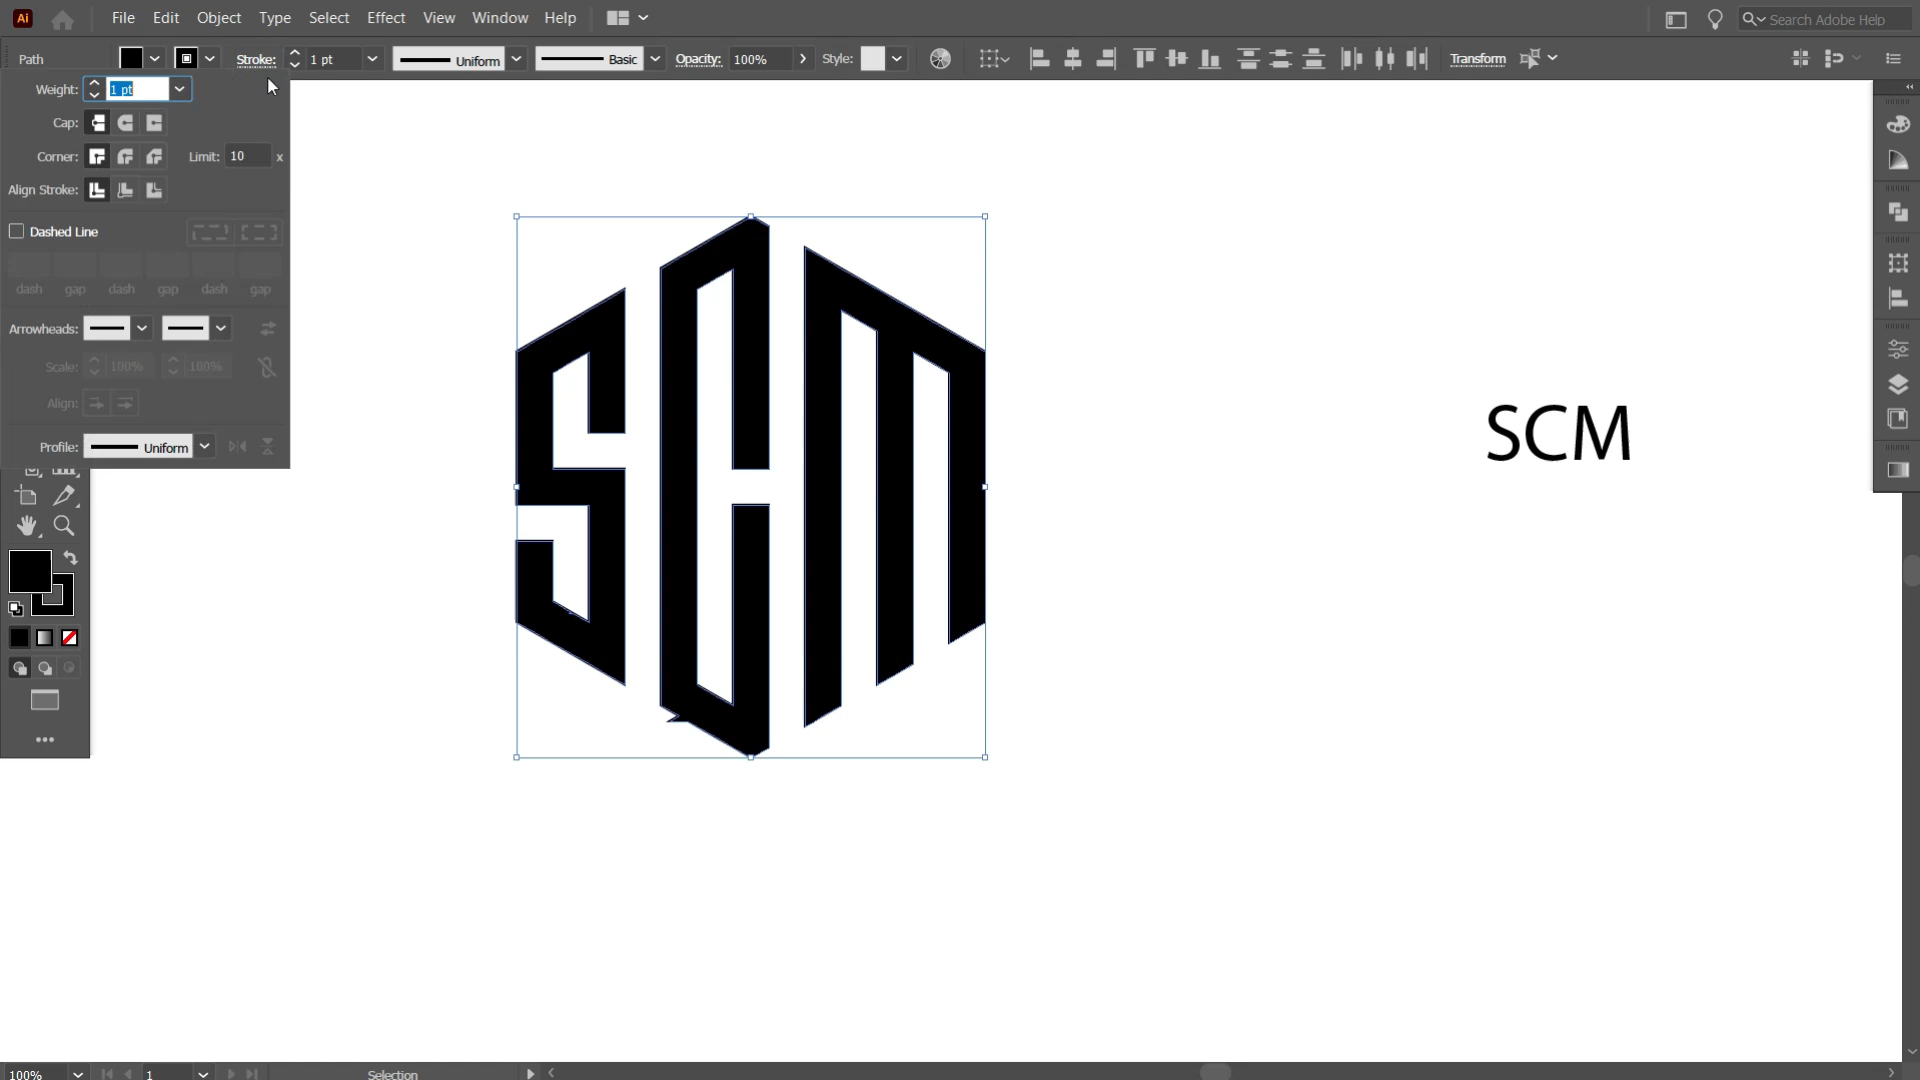 Ai File Edit Object Type Select Effect View Window Help Search Adobe Help
Path Stroke: 1 pt Uniform Basic Opacity: 100% Style: Transform
Weight: 1 pt
Cap:
Corner: Limit: 10 x
Align Stroke:
Dashed Line
dash gap dash gap dash gap
Arrowheads:
Scale: 100% 100%
Align:
Profile: Uniform
SCM
SCM
100% 1 Selection